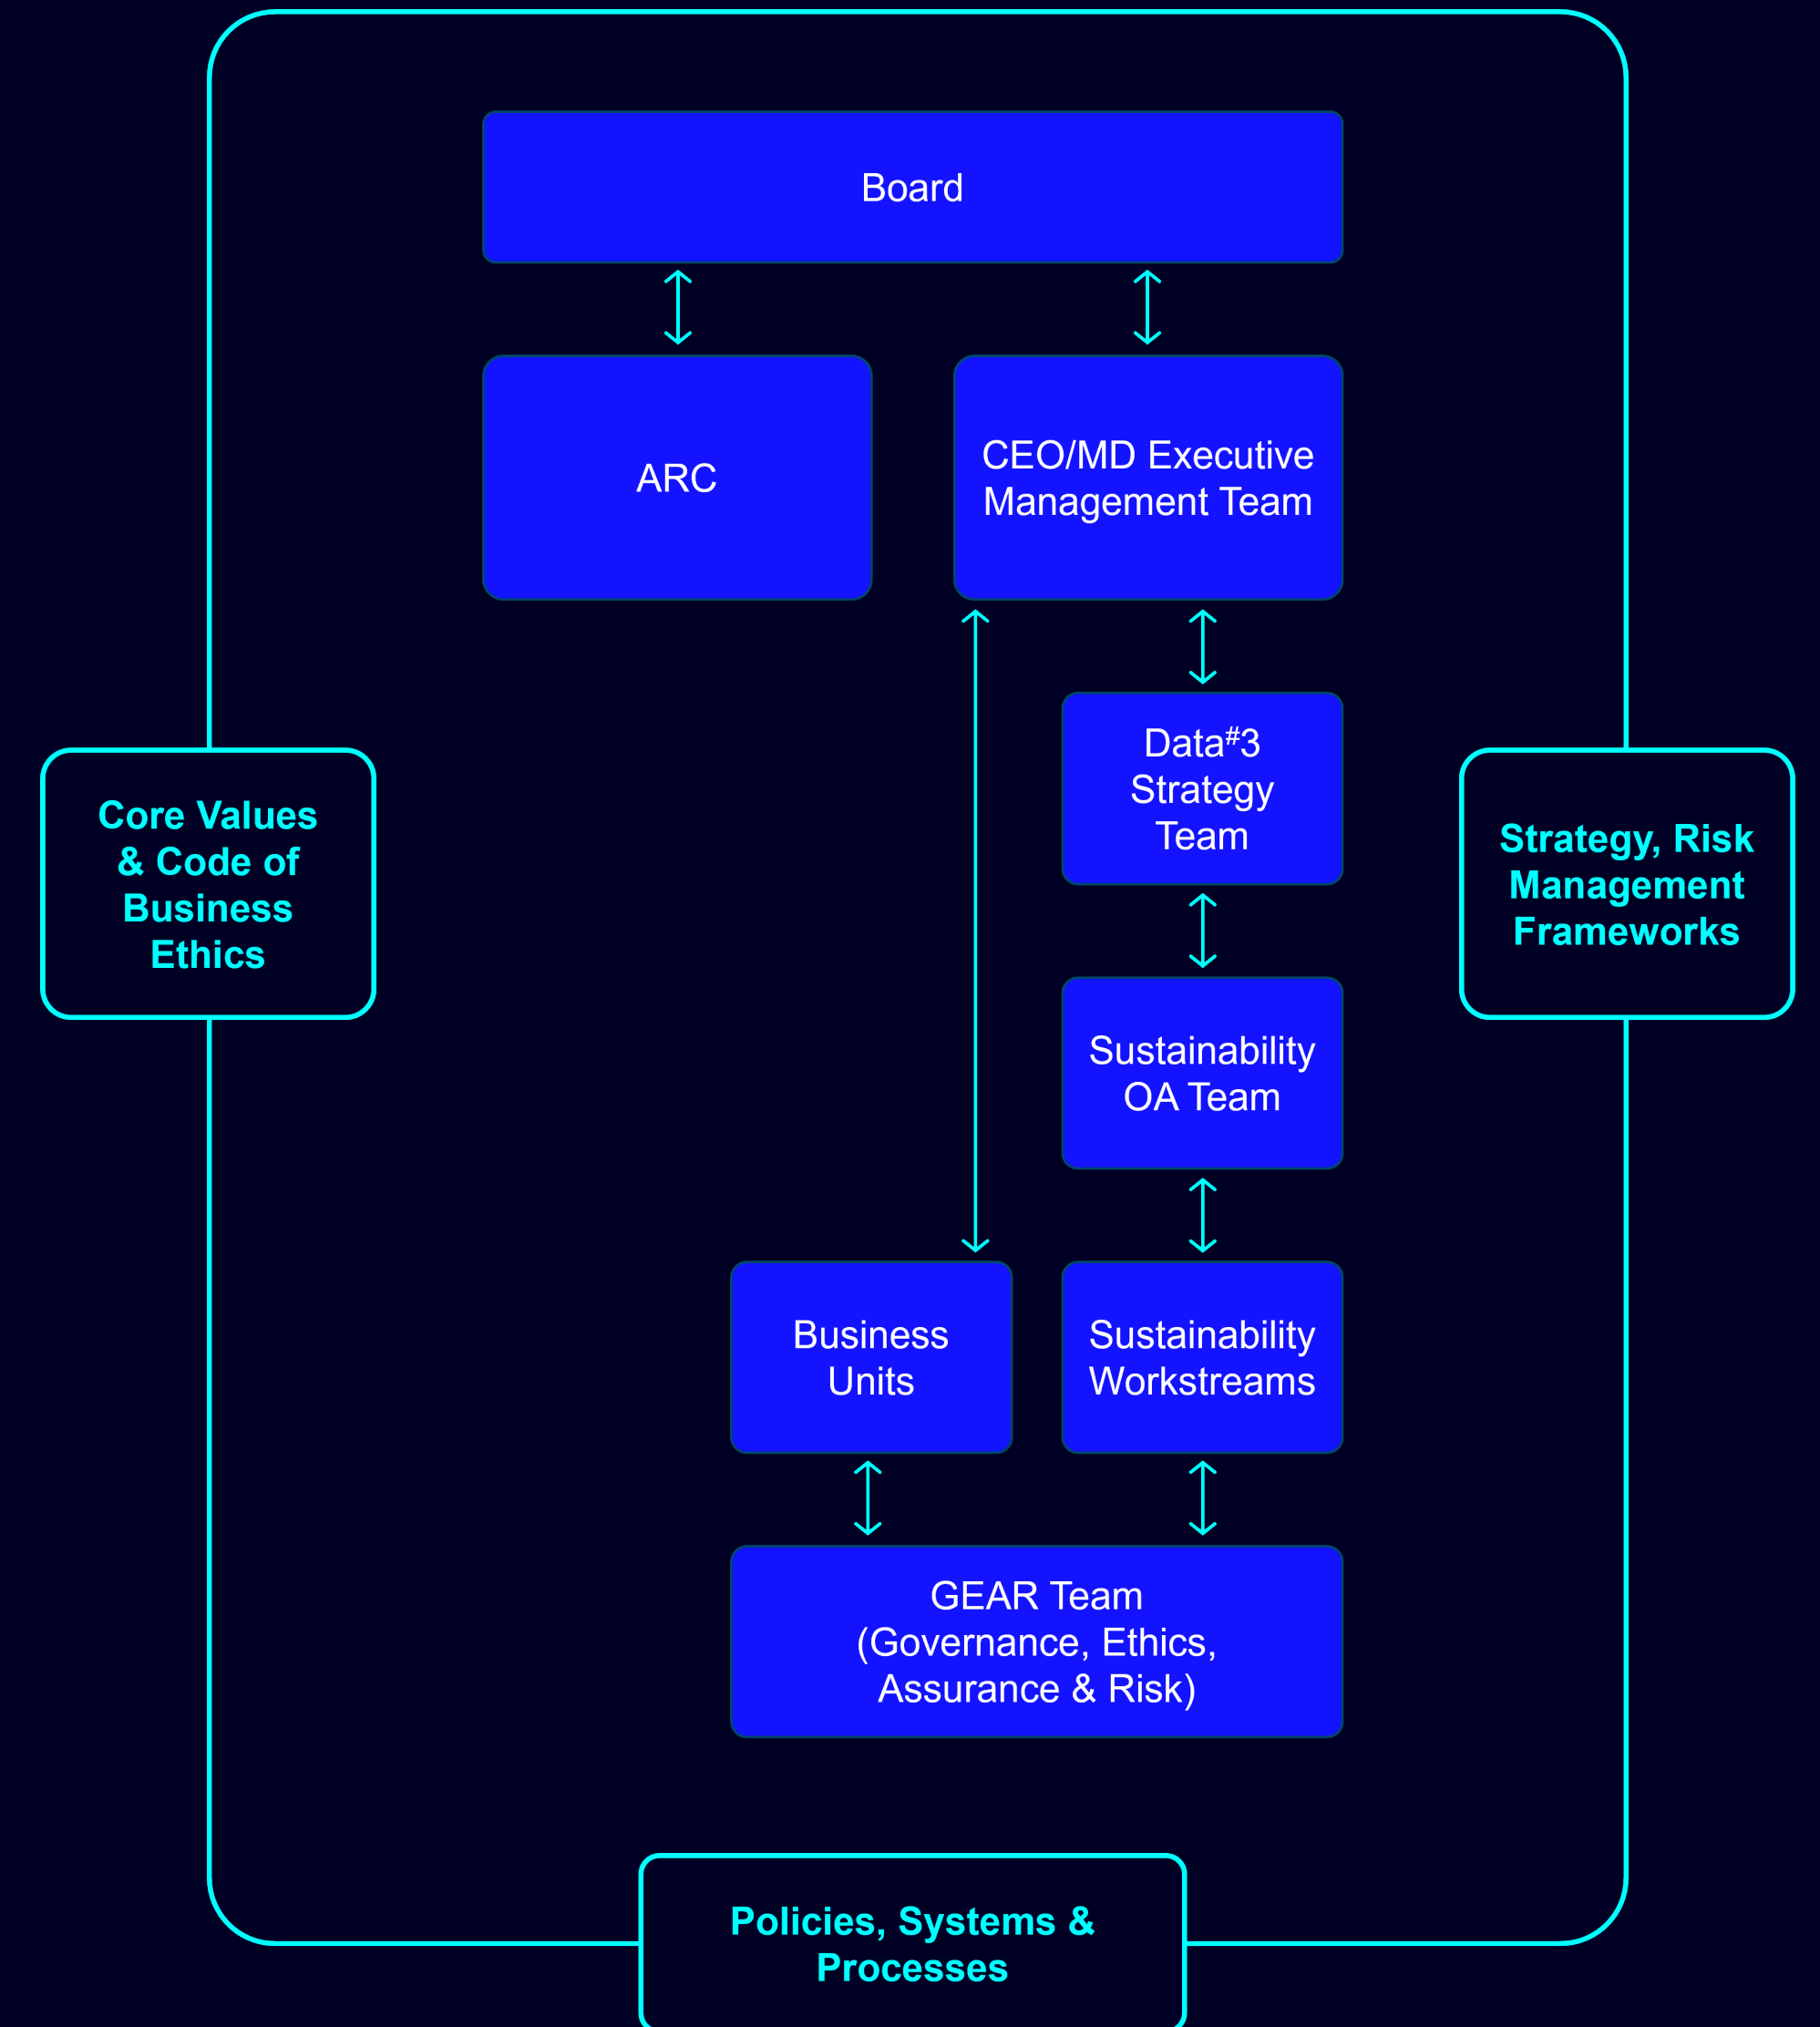 Board
ARC
CEO/MD Executive
Management Team
Data#3
Strategy
Team
Core Values
& Code of
Business
Ethics
Strategy, Risk
Management
Frameworks
Sustainability
OA Team
Business
Units
Sustainability
Workstreams
GEAR Team
(Governance, Ethics,
Assurance & Risk)
Policies, Systems &
Processes